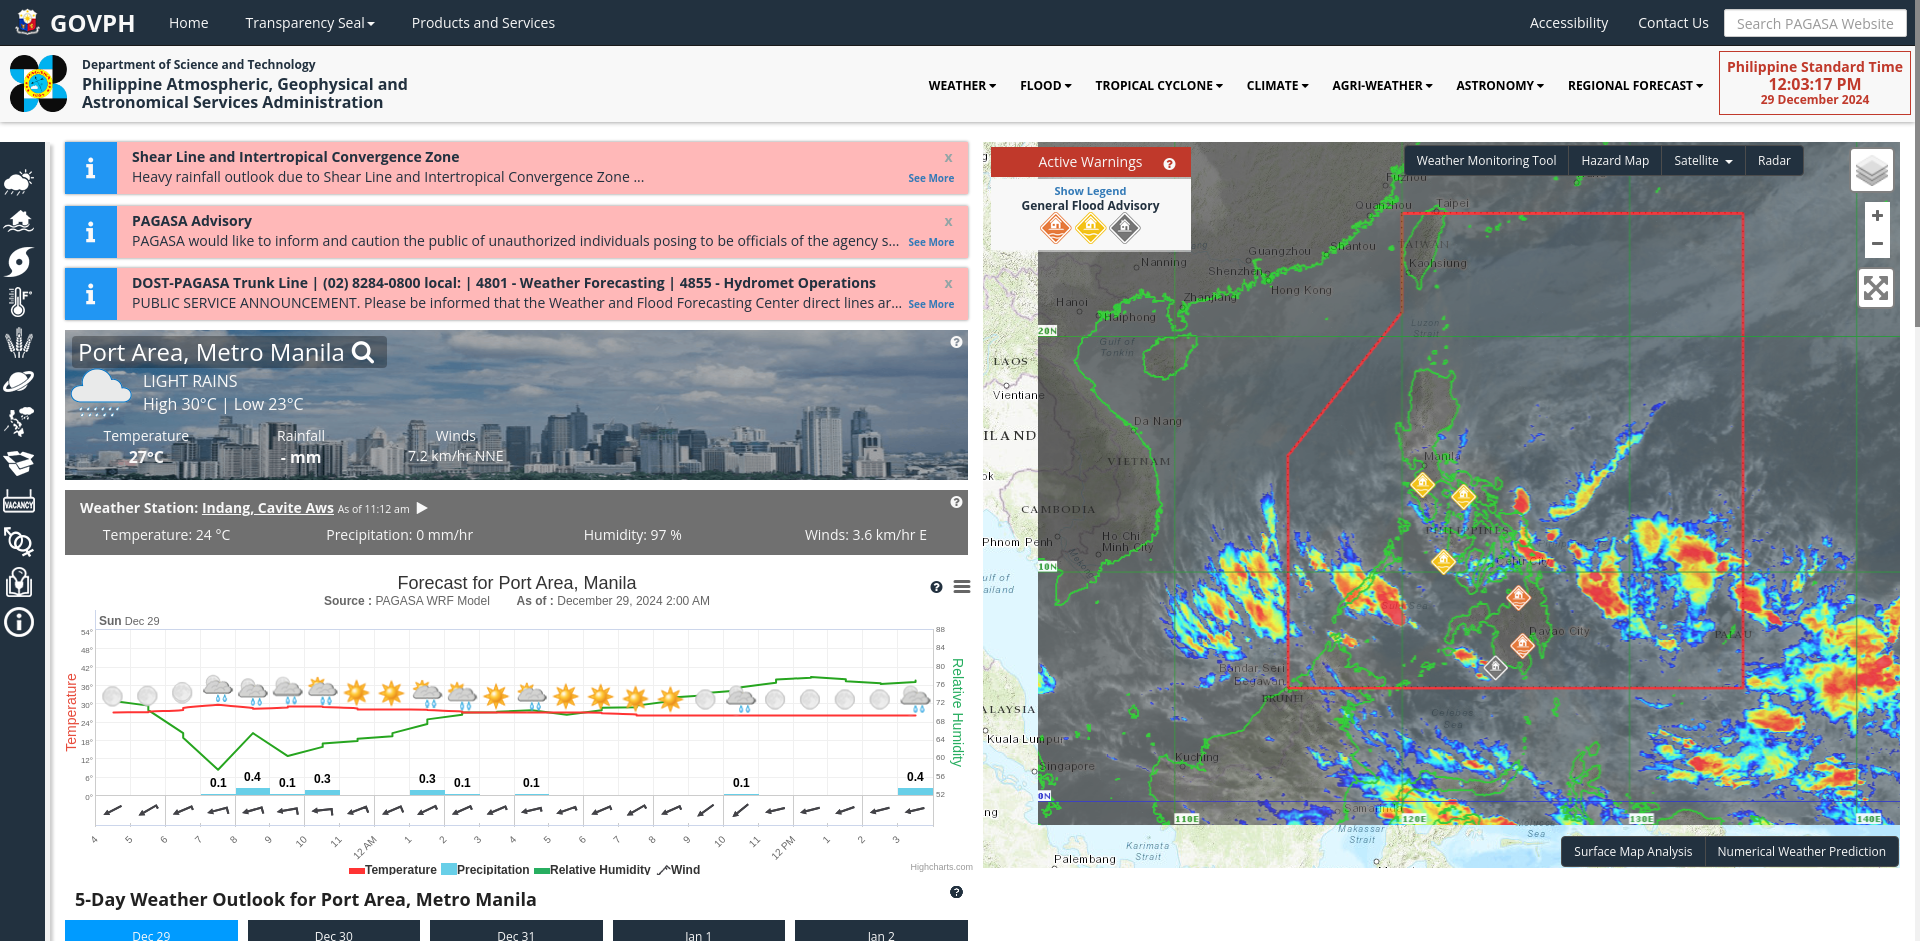 GOVPH
Home
Transparency Seal
Products and Services
Accessibility
Contact Us
Search PAGASA Website
Department of Science and Technology
Philippine Atmospheric, Geophysical and
Astronomical Services Administration
WEATHER
FLOOD
TROPICAL CYCLONE
CLIMATE
AGRI-WEATHER
ASTRONOMY
REGIONAL FORECAST
Philippine Standard Time
12:03:17 PM
29 December 2024
Shear Line and Intertropical Convergence Zone
x
Heavy rainfall outlook due to Shear Line and Intertropical Convergence Zone ...
See More
PAGASA Advisory
x
PAGASA would like to inform and caution the public of unauthorized individuals posing to be officials of the agency s...
See More
DOST-PAGASA Trunk Line | (02) 8284-0800 local: | 4801 - Weather Forecasting | 4855 - Hydromet Operations
x
PUBLIC SERVICE ANNOUNCEMENT. Please be informed that the Weather and Flood Forecasting Center direct lines ar...
See More
Port Area, Metro Manila
LIGHT RAINS
High 30°C | Low 23°C
Temperature
Rainfall
Winds
27°C
- mm
7.2 km/hr NNE
Weather Station: Indang, Cavite Aws As of 11:12 am
Temperature: 24 °C
Precipitation: 0 mm/hr
Humidity: 97 %
Winds: 3.6 km/hr E
Forecast for Port Area, Manila
Source : PAGASA WRF Model As of : December 29, 2024 2:00 AM
Sun Dec 29
Temperature
54°
48°
42°
36°
30°
24°
18°
12°
6°
0°
88
84
80
76
72
68
64
60
56
52
Relative Humidity
0.1
0.4
0.1
0.3
0.3
0.1
0.1
0.1
0.4
4 5 6 7 8 9 10 11 12 AM 1 2 3 4 5 6 7 8 9 10 11 12 PM 1 2 3
Temperature Precipitation Relative Humidity Wind
Highcharts.com
5-Day Weather Outlook for Port Area, Metro Manila
Dec 29
Dec 30
Dec 31
Jan 1
Jan 2
VACANCY
Active Warnings
Show Legend
General Flood Advisory
Weather Monitoring Tool
Hazard Map
Satellite
Radar
+
−
Fuzhou
Quanzhou
Taipei
Shantou
TAIWAN
Guangzhou
Nanning
Shenzhen
Kaohsiung
Hong Kong
Zhanjiang
Hanoi
Haiphong
Luzon
Strait
20N
Gulf of
Tonkin
LAOS
Vientiane
Da Nang
ILAND
Manila
VIETNAM
ok
CAMBODIA
PHILIPPINES
Phnom Penh
Ho Chi
Minh City
Cebu City
10N
ulf of
ailand
Davao City
PALAU
Bandar Seri
Begawan
BRUNEI
ALAYSIA
Celebes
Sea
Kuala Lumpur
Kuching
Singapore
0N
ng
Samarinda
110E
120E
130E
140E
Makassar
Strait
Sea
Karimata
Strait
Palembang
Surface Map Analysis
Numerical Weather Prediction